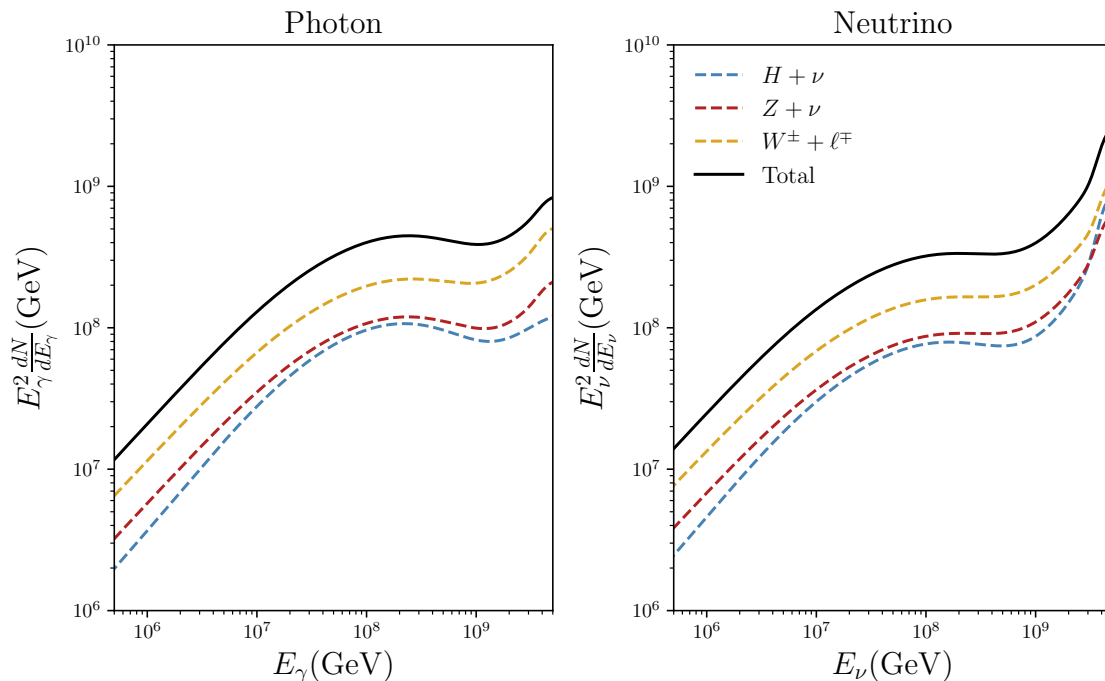 Photon
10^10
10^9
10^8
10^7
10^6
E_γ^2 dN/dE_γ (GeV)
10^6 10^7 10^8 10^9
E_γ(GeV)
Neutrino
H + ν
Z + ν
W^± + ℓ^∓
Total
10^10
10^9
10^8
10^7
10^6
E_ν^2 dN/dE_ν (GeV)
10^6 10^7 10^8 10^9
E_ν(GeV)